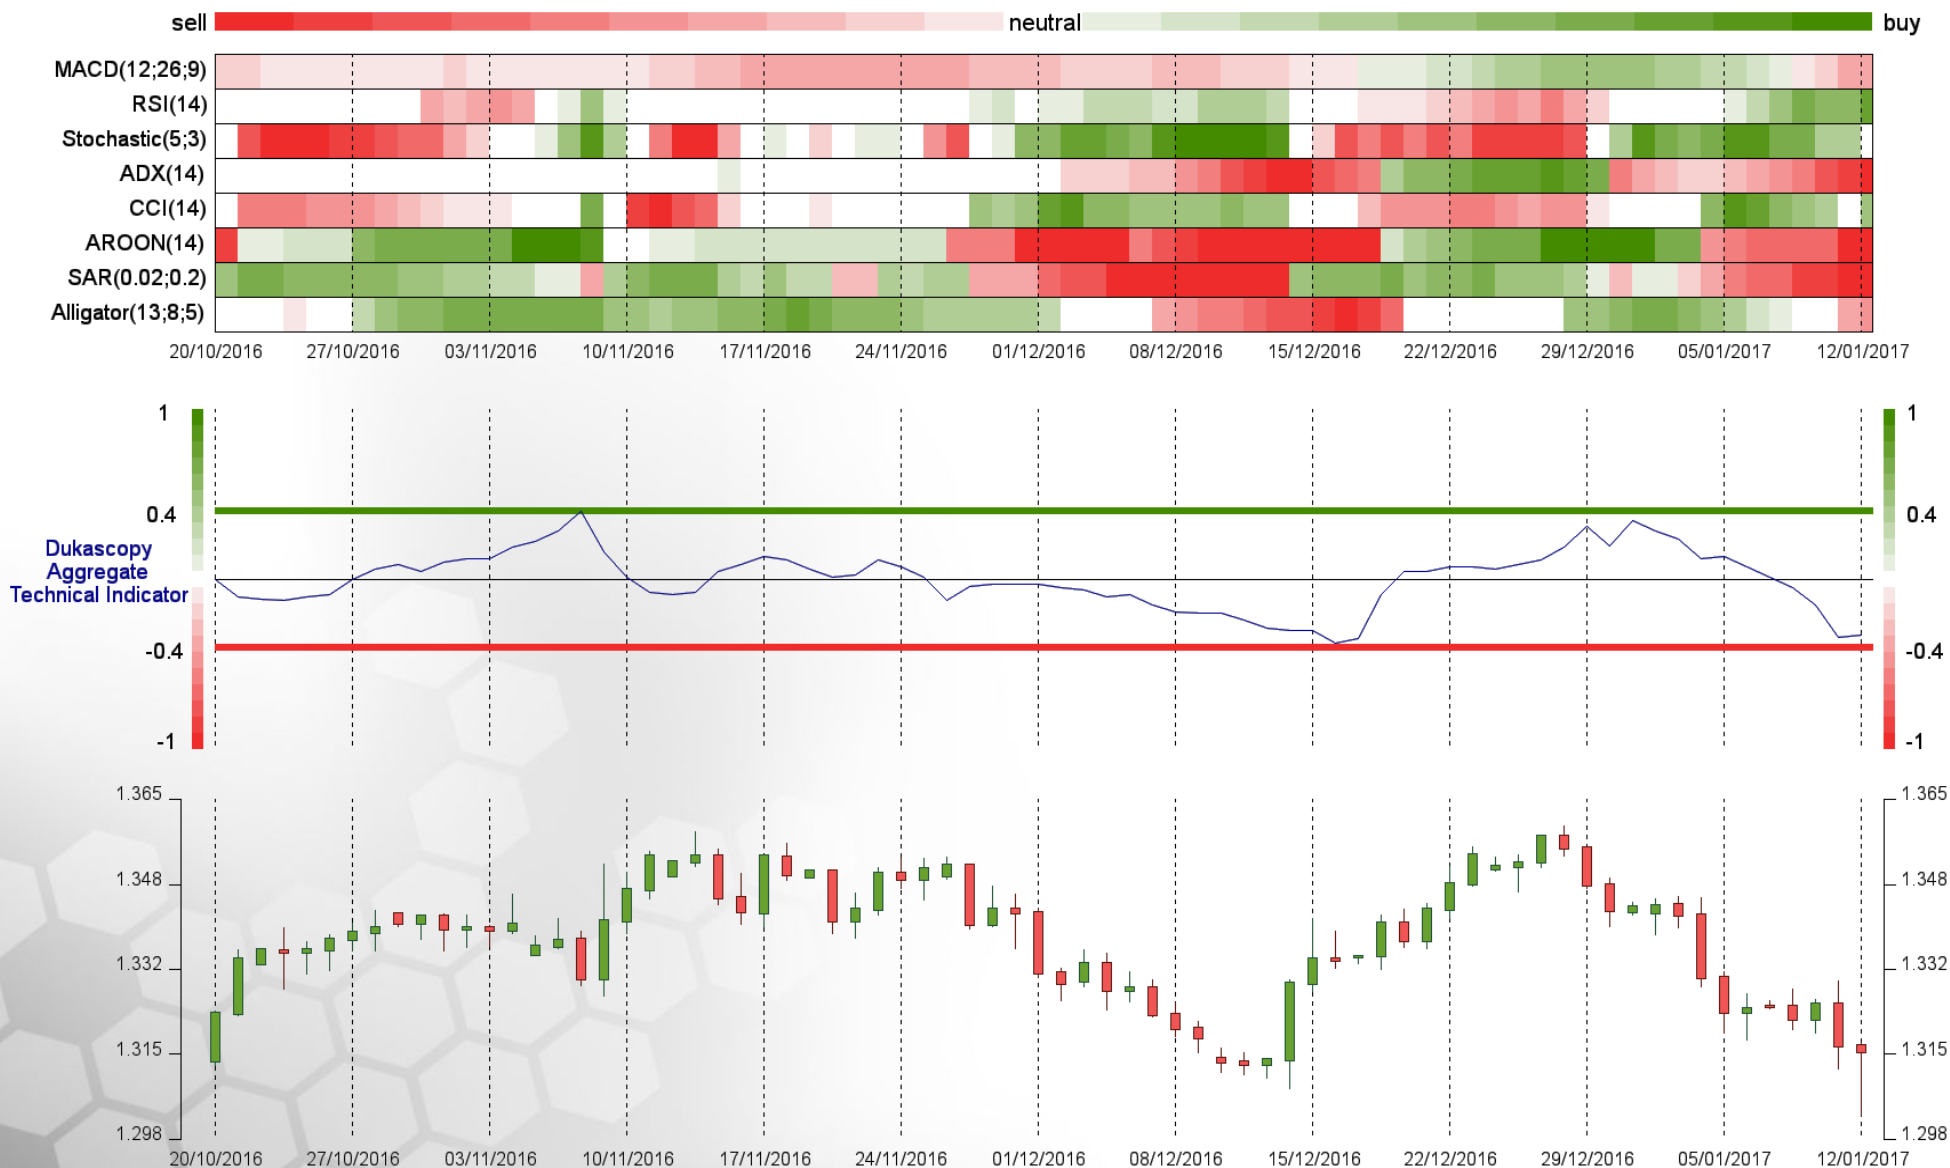 sell neutral buy
MACD(12;26;9)
RSI(14)
Stochastic(5;3)
ADX(14)
CCI(14)
AROON(14)
SAR(0.02;0.2)
Alligator(13;8;5)
20/10/2016 27/10/2016 03/11/2016 10/11/2016 17/11/2016 24/11/2016 01/12/2016 08/12/2016 15/12/2016 22/12/2016 29/12/2016 05/01/2017 12/01/2017
1 1
0.4 0.4
Dukascopy
Aggregate
Technical Indicator
-0.4 -0.4
-1 -1
1.365 1.365
1.348 1.348
1.332 1.332
1.315 1.315
1.298 1.298
20/10/2016 27/10/2016 03/11/2016 10/11/2016 17/11/2016 24/11/2016 01/12/2016 08/12/2016 15/12/2016 22/12/2016 29/12/2016 05/01/2017 12/01/2017